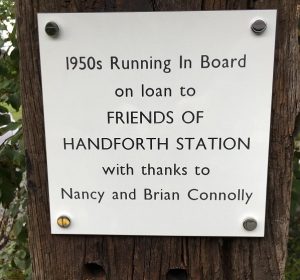 1950s Running In Board
on loan to
FRIENDS OF
HANDFORTH STATION
with thanks to
Nancy and Brian Connolly